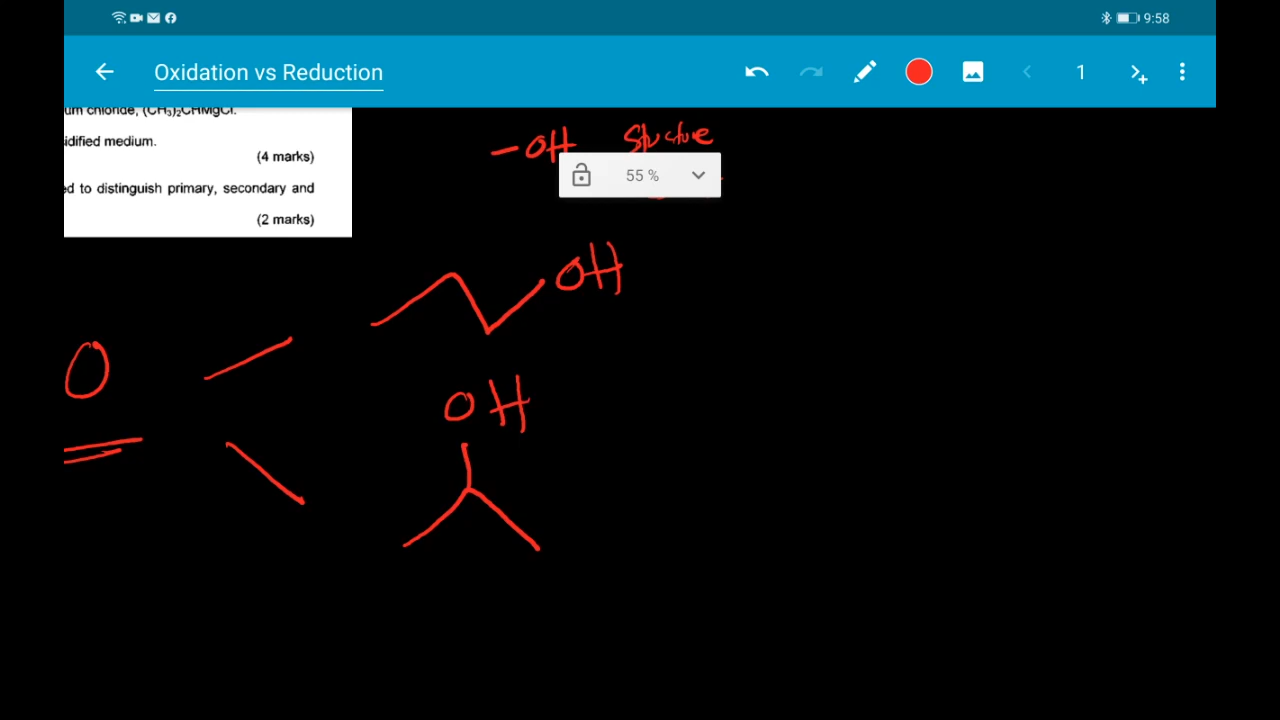 9:58
Oxidation vs Reduction
1
um chloride, (CH₃)₂CHMgCl.
idified medium.
(4 marks)
ed to distinguish primary, secondary and
(2 marks)
-OH Structure
55 %
OH
O
OH